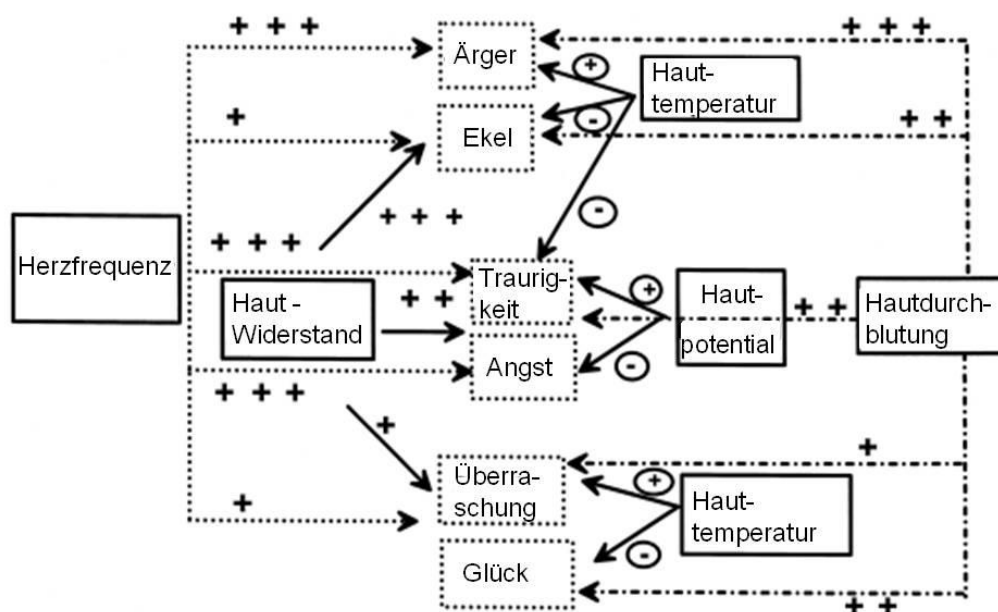 + + +
Ärger
+ + +
+
Haut-
temperatur
+
-
+ +
+
Ekel
Herzfrequenz
+ + +
+ + +
-
Haut -
Widerstand
+ +
Traurig-
keit
+
Haut-
potential
+ +
Hautdurch-
blutung
Angst
-
+ + +
+
+
Überra-
schung
+
Haut-
temperatur
+
-
Glück
+ +